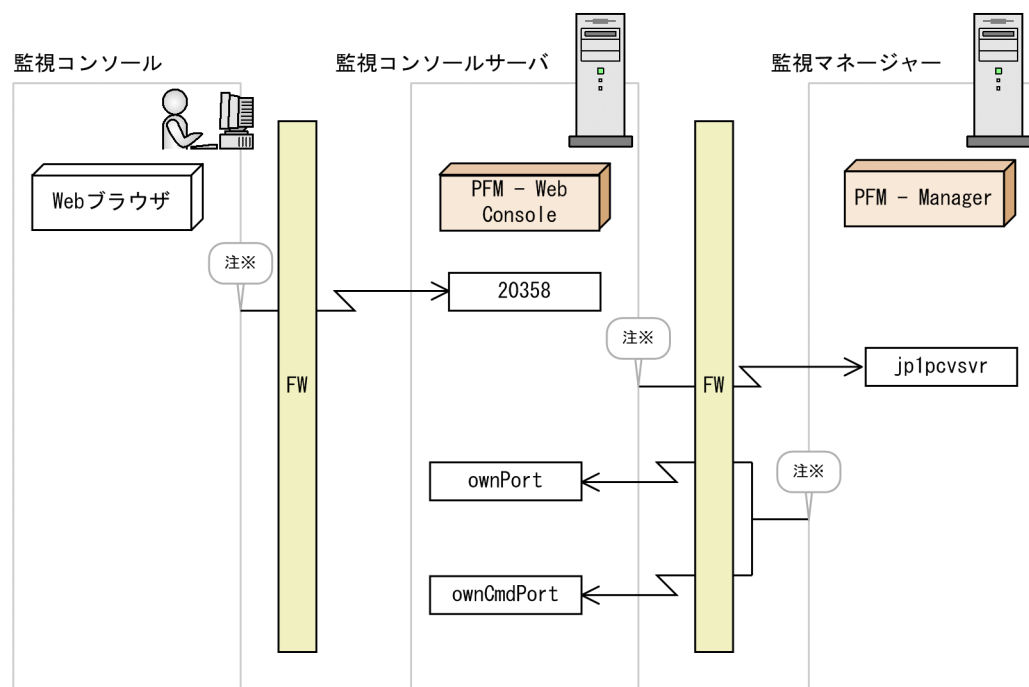 監視コンソール
監視コンソールサーバ
監視マネージャー
Webブラウザ
PFM − Web
Console
PFM − Manager
注※
20358
注※
jp1pcvsvr
FW
FW
ownPort
注※
ownCmdPort